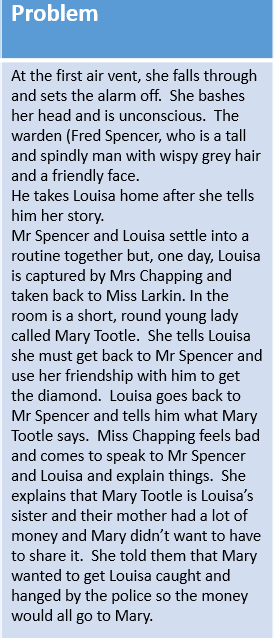 Problem
At the first air vent, she falls through
and sets the alarm off.  She bashes
her head and is unconscious.  The
warden (Fred Spencer, who is a tall
and spindly man with wispy grey hair
and a friendly face.
He takes Louisa home after she tells
him her story.
Mr Spencer and Louisa settle into a
routine together but, one day, Louisa
is captured by Mrs Chapping and
taken back to Miss Larkin. In the
room is a short, round young lady
called Mary Tootle.  She tells Louisa
she must get back to Mr Spencer and
use her friendship with him to get
the diamond.  Louisa goes back to
Mr Spencer and tells him what Mary
Tootle says.  Miss Chapping feels bad
and comes to speak to Mr Spencer
and Louisa and explain things.  She
explains that Mary Tootle is Louisa's
sister and their mother had a lot of
money and Mary didn't want to have
to share it.  She told them that Mary
wanted to get Louisa caught and
hanged by the police so the money
would all go to Mary.